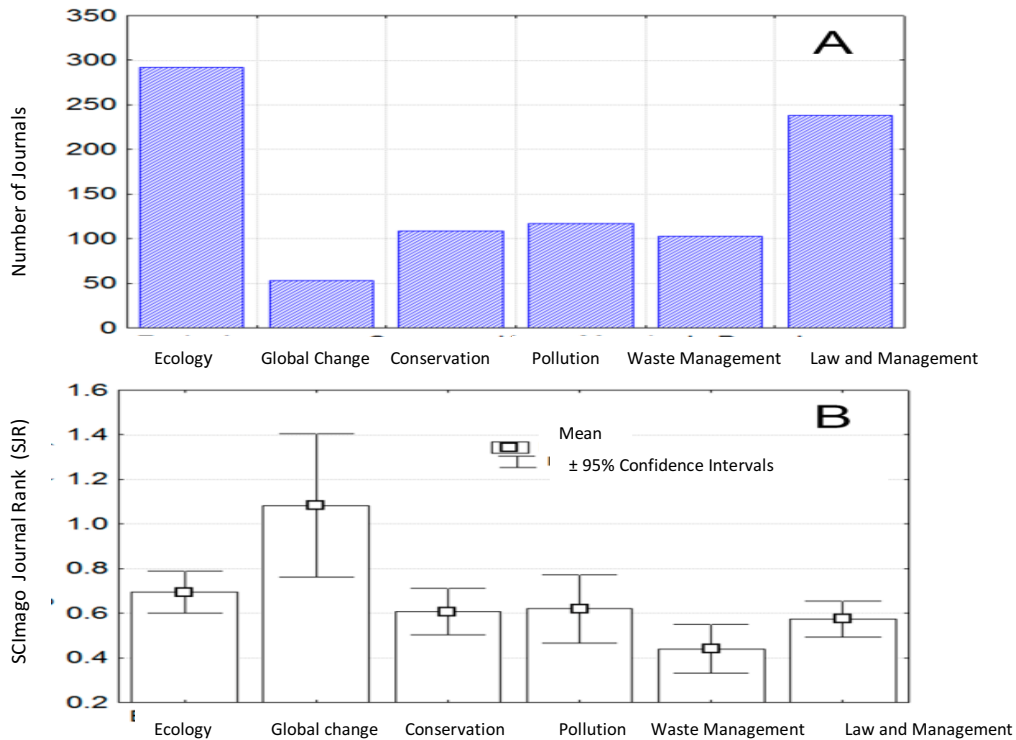 350
A
300
250
200
150
100
50
0
Number of Journals
Ecology Global Change Conservation Pollution Waste Management Law and Management
1.6
B
1.4
1.2
1.0
0.8
0.6
0.4
0.2
SCImago Journal Rank (SJR)
Mean
± 95% Confidence Intervals
Ecology Global change Conservation Pollution Waste Management Law and Management